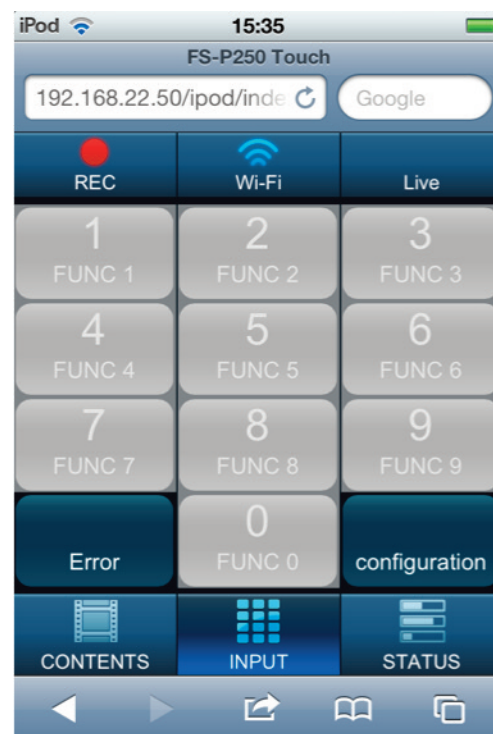 iPod 15:35
FS-P250 Touch
192.168.22.50/ipod/inde Google
REC Wi-Fi Live
1 2 3
FUNC 1 FUNC 2 FUNC 3
4 5 6
FUNC 4 FUNC 5 FUNC 6
7 8 9
FUNC 7 FUNC 8 FUNC 9
0
Error FUNC 0 configuration
CONTENTS INPUT STATUS